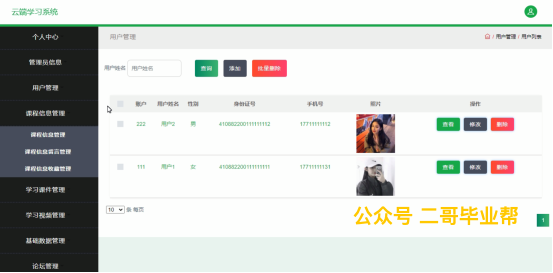 云端学习系统
个人中心
管理员信息
用户管理
课程信息管理
课程信息管理
课程信息留言管理
课程信息收藏管理
学习课件管理
学习视频管理
基础数据管理
论坛管理
用户管理
/ 用户管理 / 用户列表
用户姓名 用户姓名 查询 添加 批量删除
账户 用户姓名 性别 身份证号 手机号 照片 操作
222 用户2 男 410882200111111112 17711111112 查看 修改 删除
111 用户1 女 410882200111111111 17711111131 查看 修改 删除
10 条 每页
1
公众号 二哥毕业帮